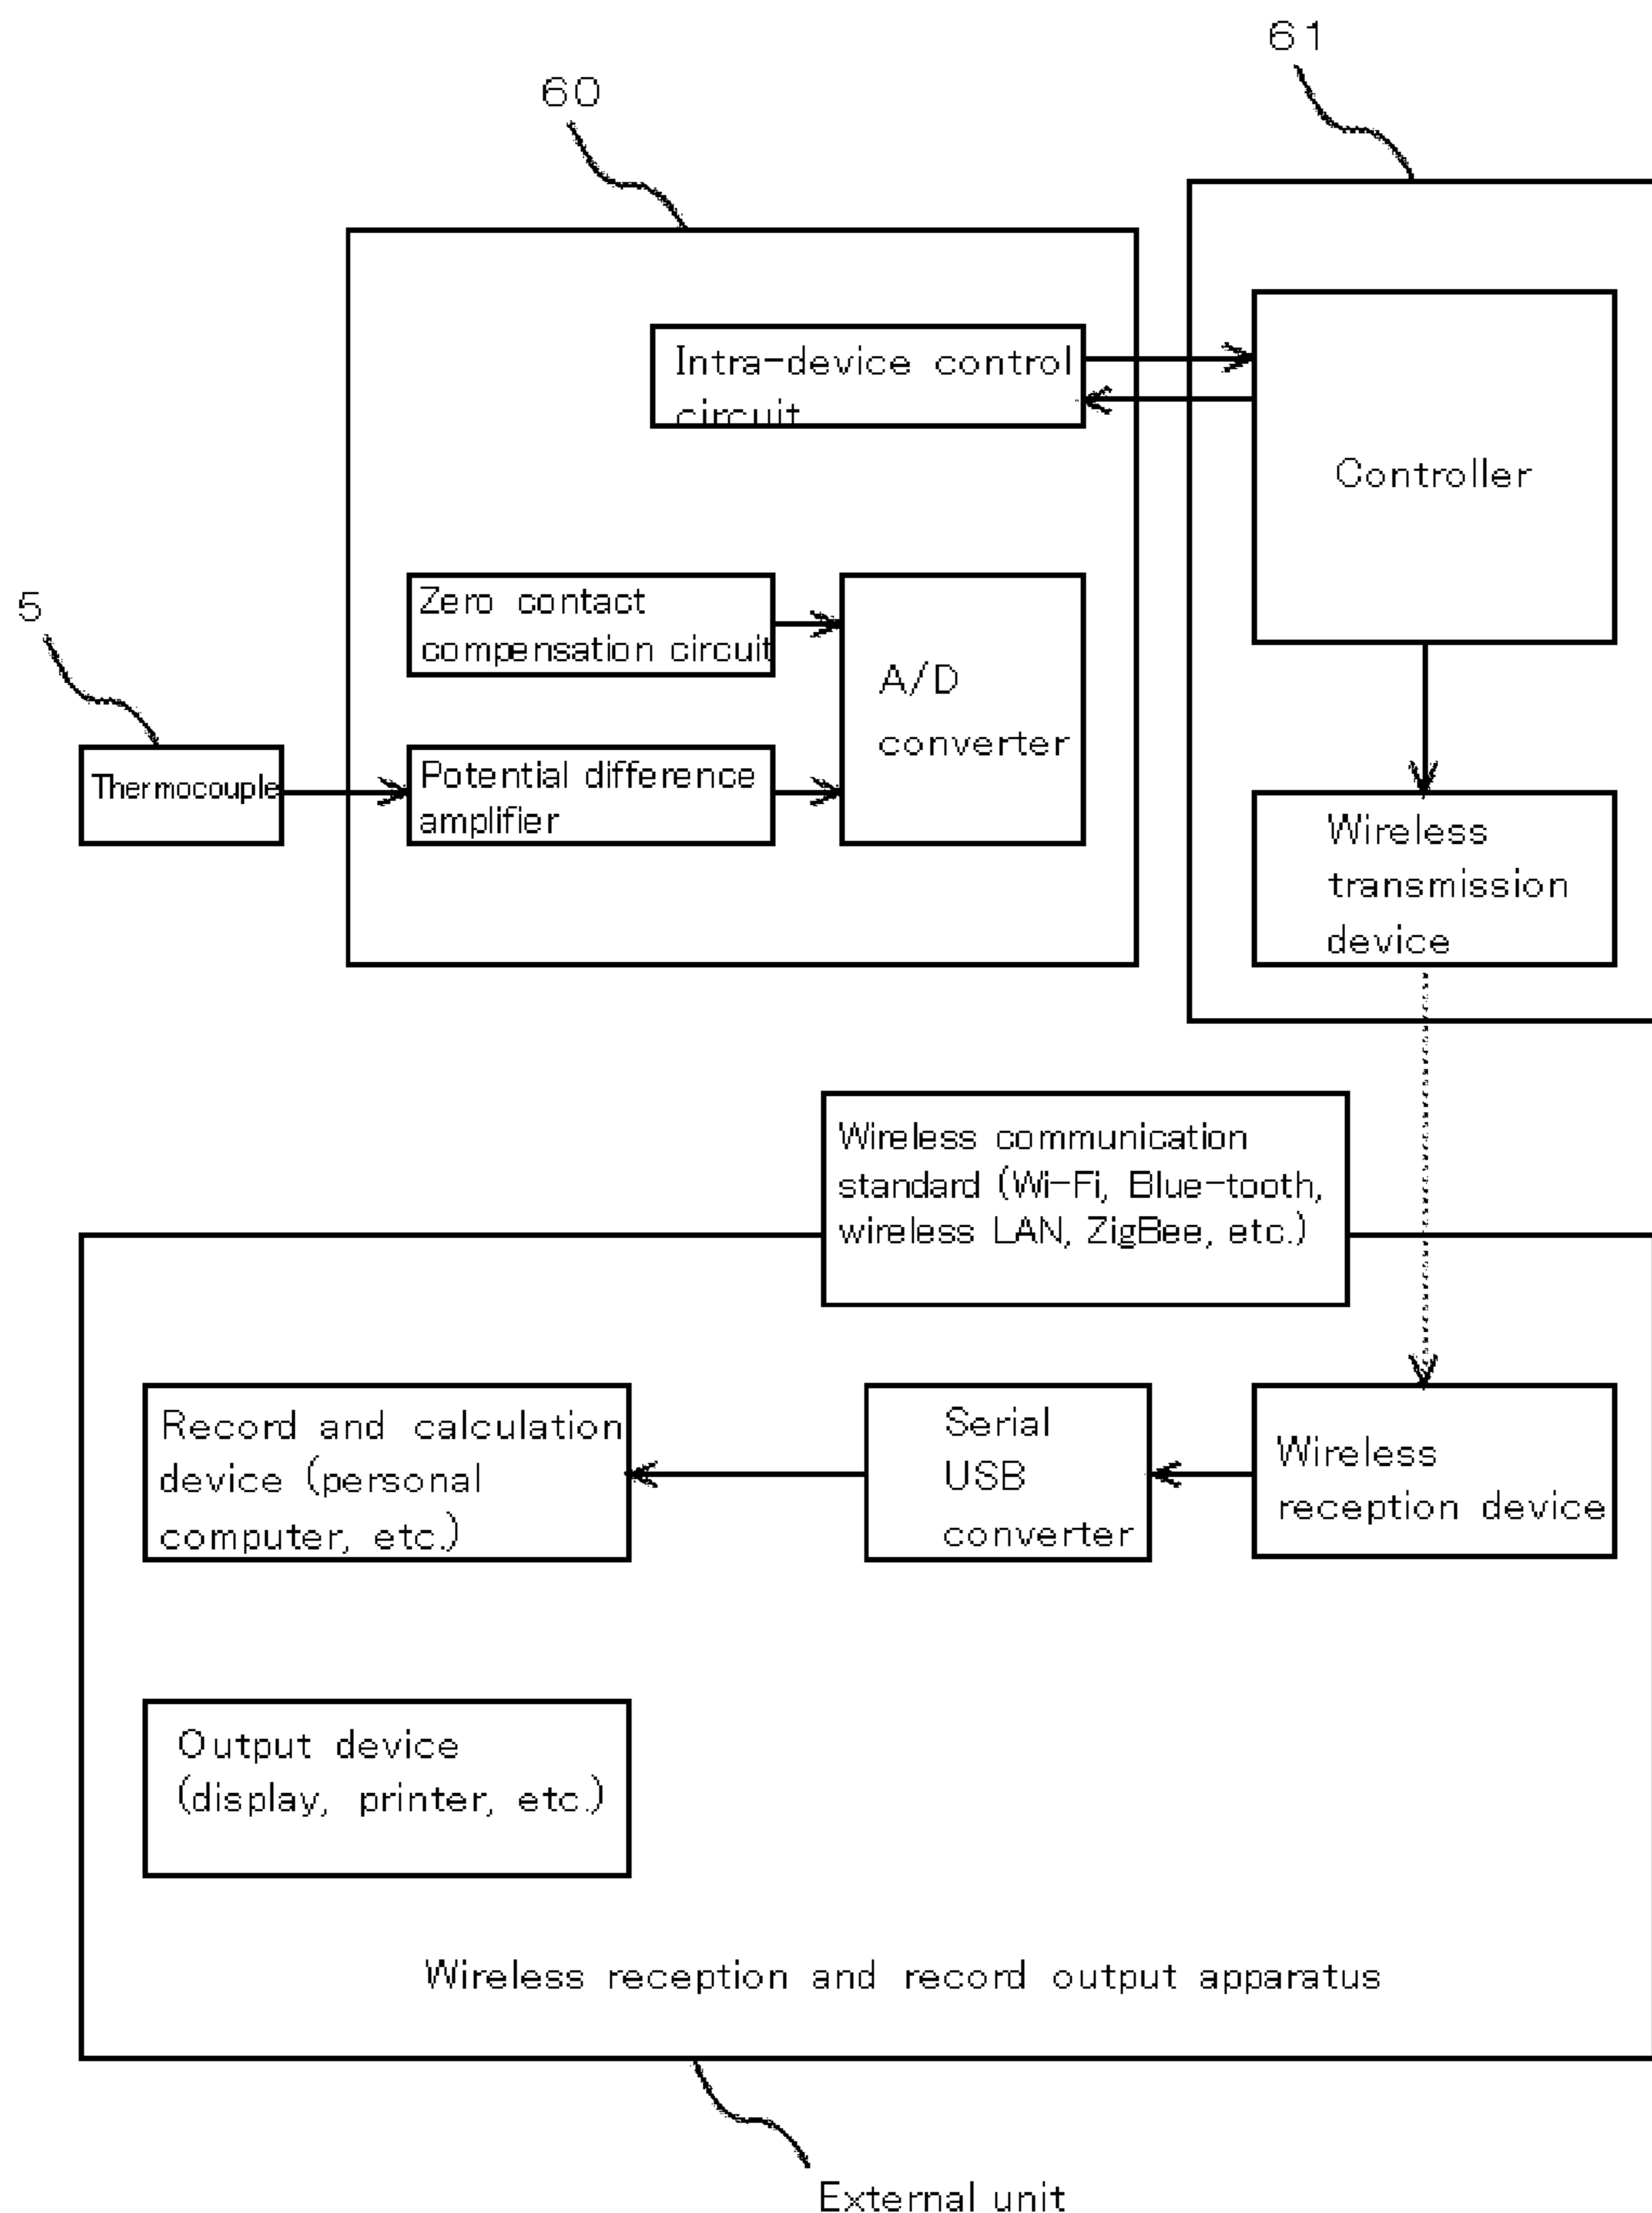 61
60
Intra-device control
circuit
Controller
Zero contact
compensation circuit
5
A/D
converter
Thermocouple
Potential difference
amplifier
Wireless
transmission
device
Wireless communication
standard (Wi-Fi, Blue-tooth,
wireless LAN, ZigBee, etc.)
Record and calculation
device (personal
computer, etc.)
Serial
USB
converter
Wireless
reception device
Output device
(display, printer, etc.)
Wireless reception and record output apparatus
External unit